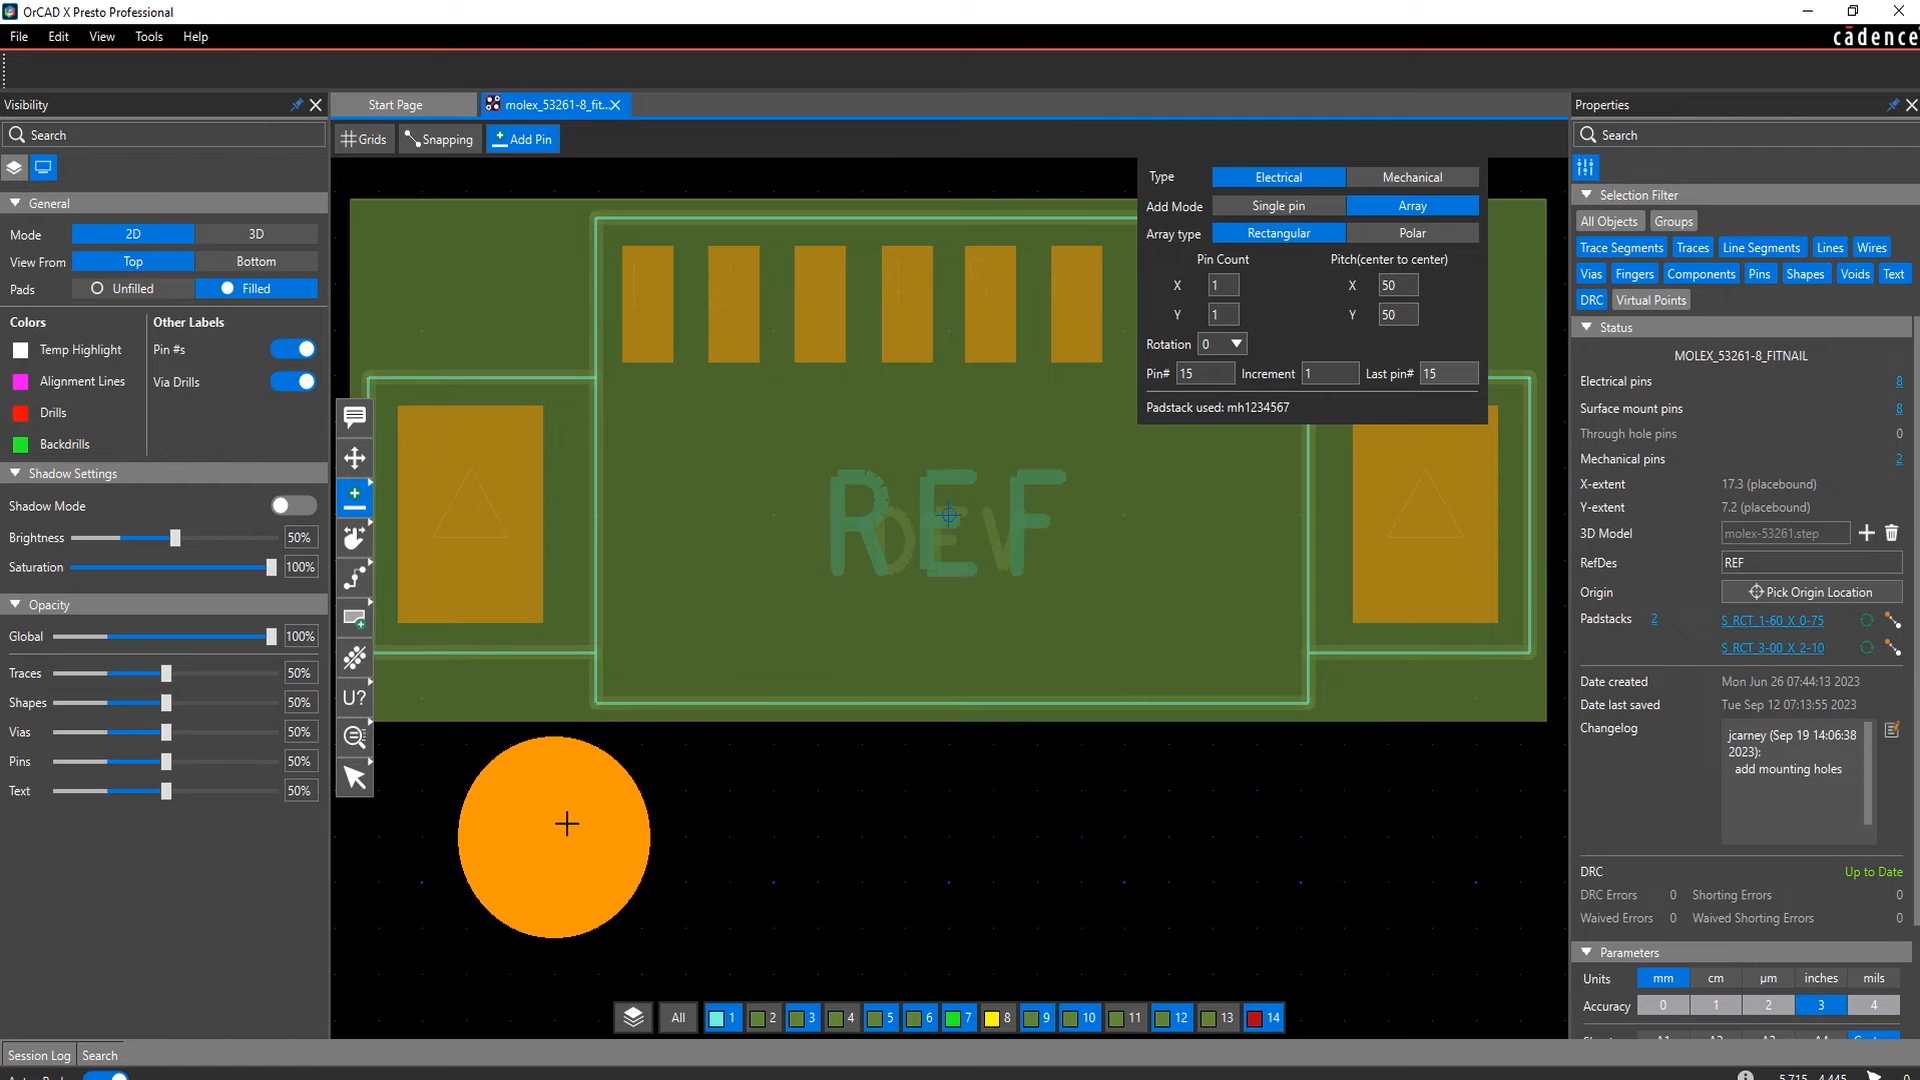 OrCAD X Presto Professional
File Edit View Tools Help
cādence
Visibility
Search
General
Mode 2D 3D
View From Top Bottom
Pads Unfilled Filled
Colors Other Labels
Temp Highlight Pin #s
Alignment Lines Via Drills
Drills
Backdrills
Shadow Settings
Shadow Mode
Brightness 50%
Saturation 100%
Opacity
Global 100%
Traces 50%
Shapes 50%
Vias 50%
Pins 50%
Text 50%
Session Log Search
Start Page molex_53261-8_fit...
Grids Snapping Add Pin
Type Electrical Mechanical
Add Mode Single pin Array
Array type Rectangular Polar
Pin Count Pitch(center to center)
X 1 X 50
Y 1 Y 50
Rotation 0
Pin# 15 Increment 1 Last pin# 15
Padstack used: mh1234567
REF
DEV
U?
All 1 2 3 4 5 6 7 8 9 10 11 12 13 14
Properties
Search
Selection Filter
All Objects Groups
Trace Segments Traces Line Segments Lines Wires
Vias Fingers Components Pins Shapes Voids Text
DRC Virtual Points
Status
MOLEX_53261-8_FITNAIL
Electrical pins 8
Surface mount pins 8
Through hole pins 0
Mechanical pins 2
X-extent 17.3 (placebound)
Y-extent 7.2 (placebound)
3D Model molex-53261.step
RefDes REF
Origin Pick Origin Location
Padstacks 2 S_RCT_1-60_X_0-75
S_RCT_3-00_X_2-10
Date created Mon Jun 26 07:44:13 2023
Date last saved Tue Sep 12 07:13:55 2023
Changelog jcarney (Sep 19 14:06:38
2023):
add mounting holes
DRC Up to Date
DRC Errors 0 Shorting Errors 0
Waived Errors 0 Waived Shorting Errors 0
Parameters
Units mm cm µm inches mils
Accuracy 0 1 2 3 4